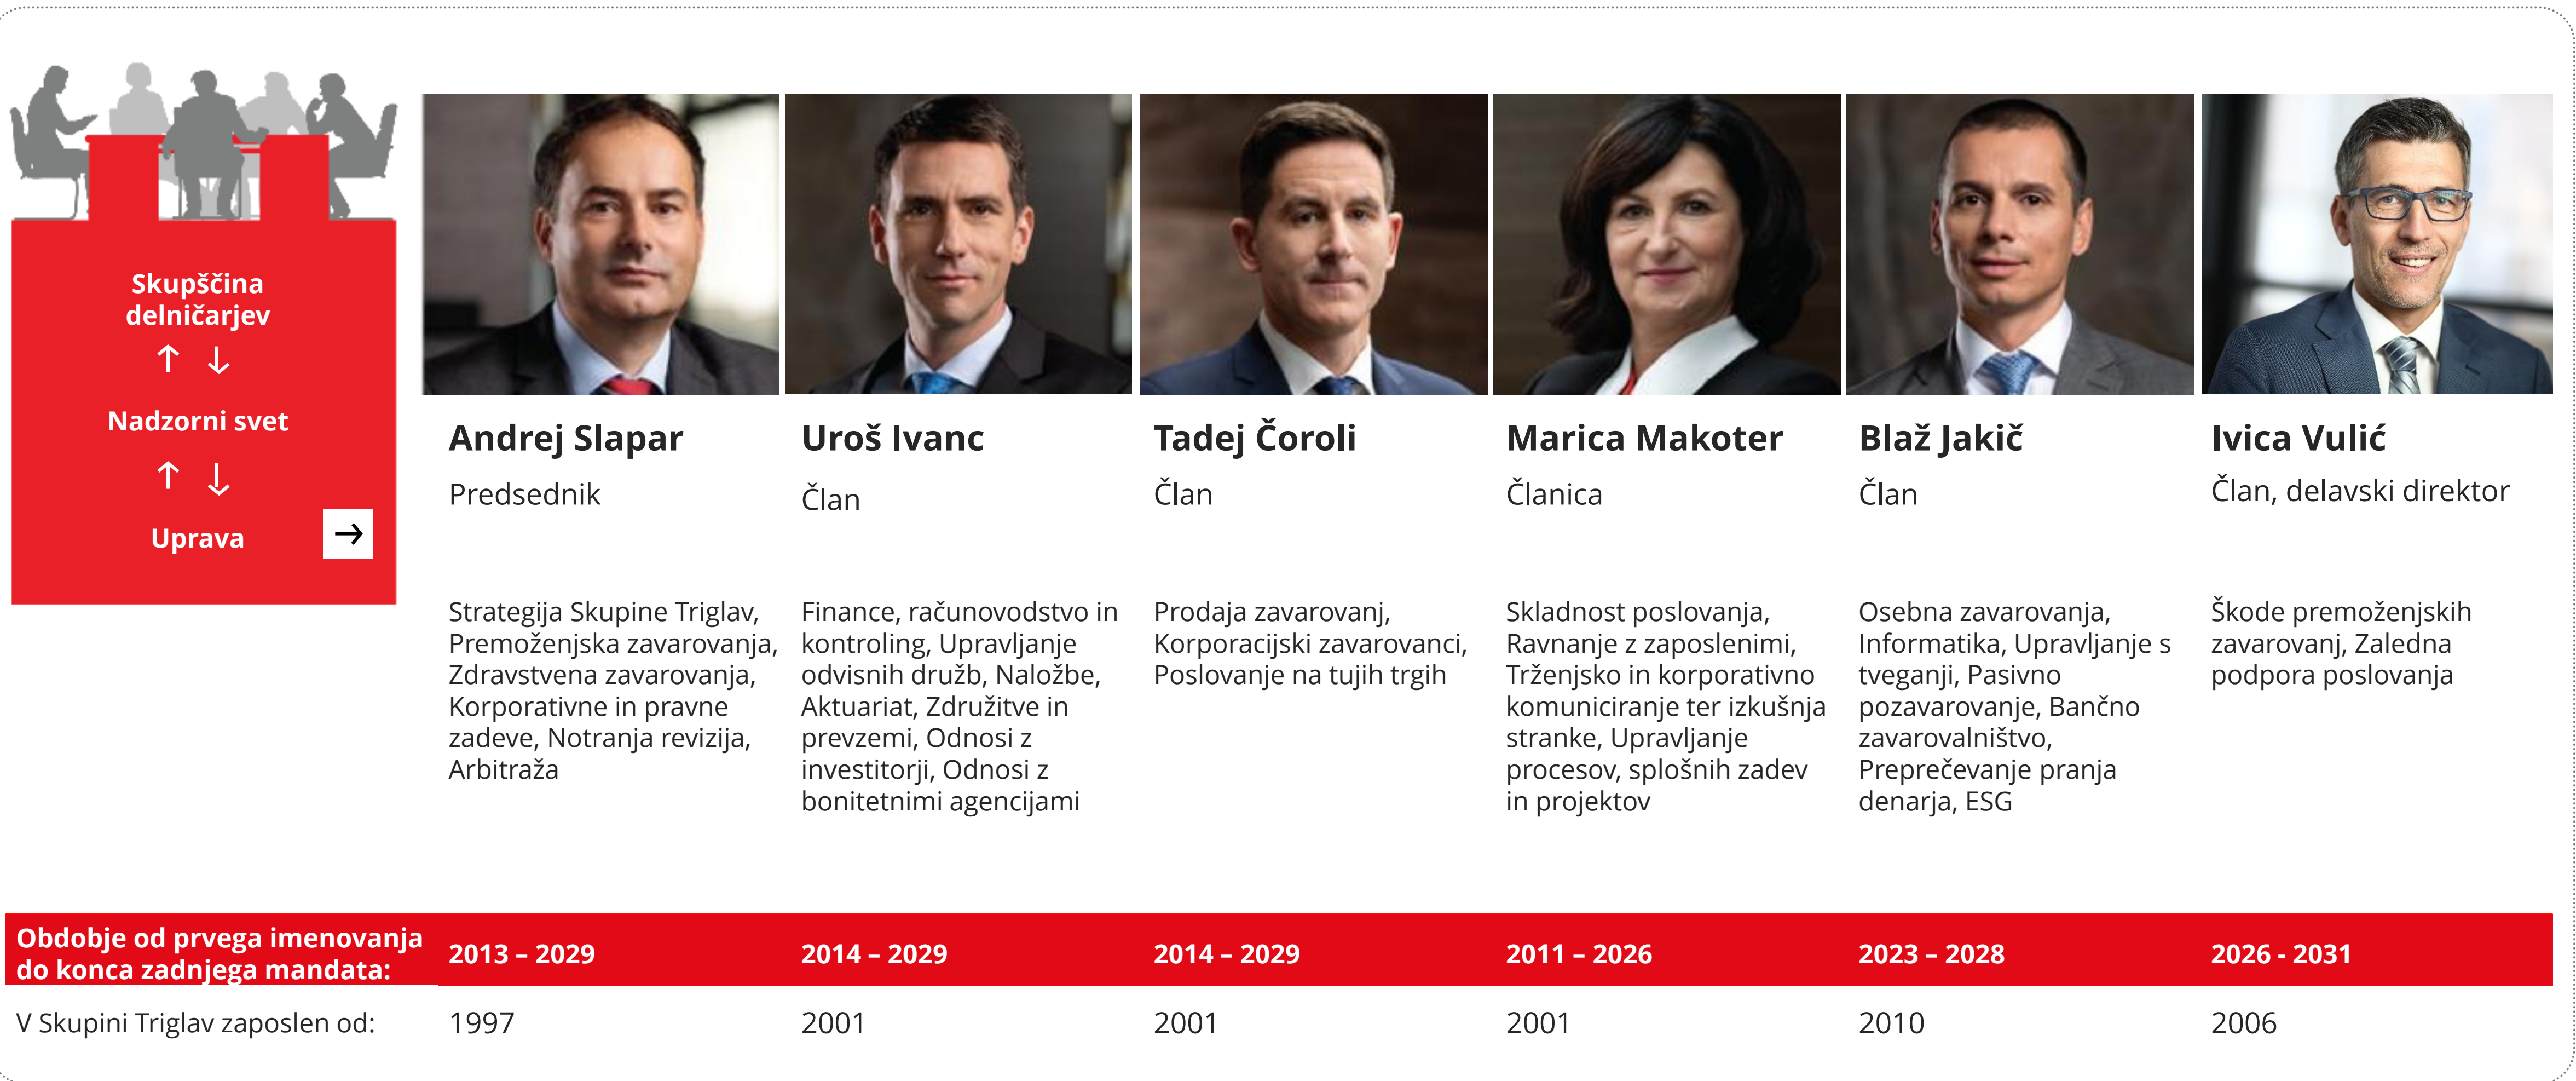 Skupščina
delničarjev
↑ ↓
Nadzorni svet
↑ ↓
Uprava
→
Andrej Slapar
Predsednik
Strategija Skupine Triglav,
Premoženjska zavarovanja,
Zdravstvena zavarovanja,
Korporativne in pravne
zadeve, Notranja revizija,
Arbitraža
Uroš Ivanc
Član
Finance, računovodstvo in
kontroling, Upravljanje
odvisnih družb, Naložbe,
Aktuariat, Združitve in
prevzemi, Odnosi z
investitorji, Odnosi z
bonitetnimi agencijami
Tadej Čoroli
Član
Prodaja zavarovanj,
Korporacijski zavarovanci,
Poslovanje na tujih trgih
Marica Makoter
Članica
Skladnost poslovanja,
Ravnanje z zaposlenimi,
Trženjsko in korporativno
komuniciranje ter izkušnja
stranke, Upravljanje
procesov, splošnih zadev
in projektov
Blaž Jakič
Član
Osebna zavarovanja,
Informatika, Upravljanje s
tveganji, Pasivno
pozavarovanje, Bančno
zavarovalništvo,
Preprečevanje pranja
denarja, ESG
Ivica Vulić
Član, delavski direktor
Škode premoženjskih
zavarovanj, Zaledna
podpora poslovanja
Obdobje od prvega imenovanja
do konca zadnjega mandata:
2013 – 2029
2014 – 2029
2014 – 2029
2011 – 2026
2023 – 2028
2026 - 2031
V Skupini Triglav zaposlen od:
1997
2001
2001
2001
2010
2006